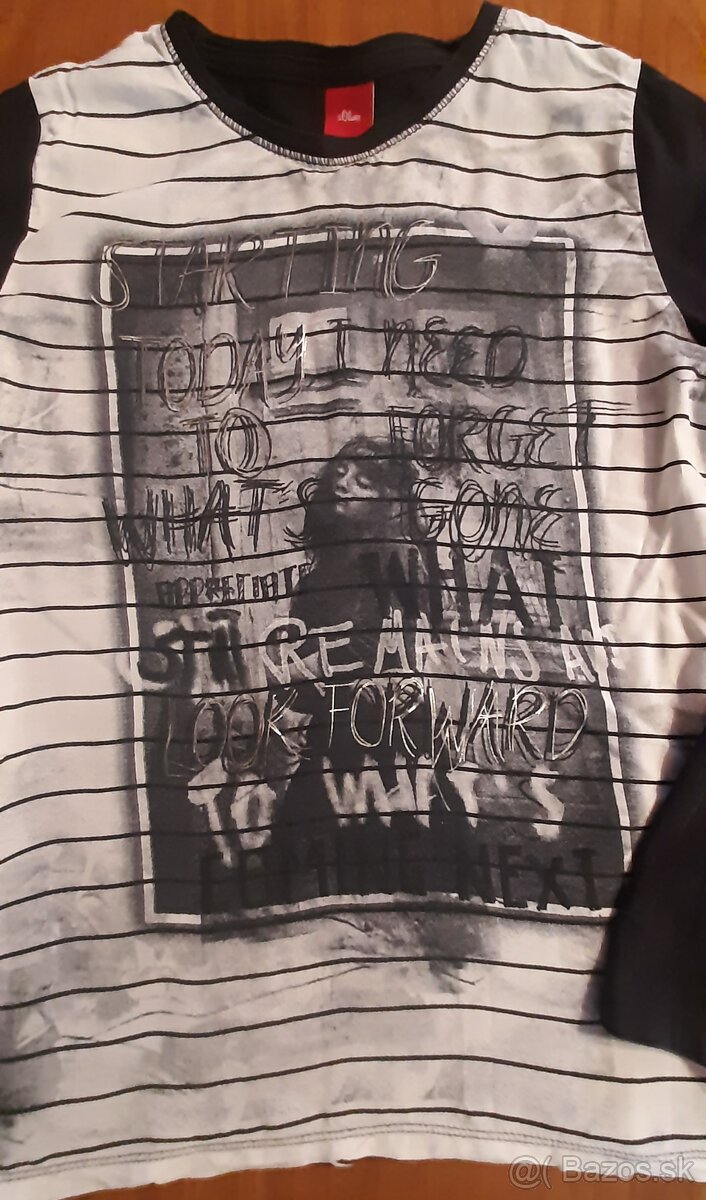 s.Oliver
STARTING
TODAY I NEED
TO FORGET
WHAT'S GONE
APPRECIATE WHAT
STILL REMAINS AND
LOOK FORWARD
TO WHAT'S
COMING NEXT
@( Bazos.sk